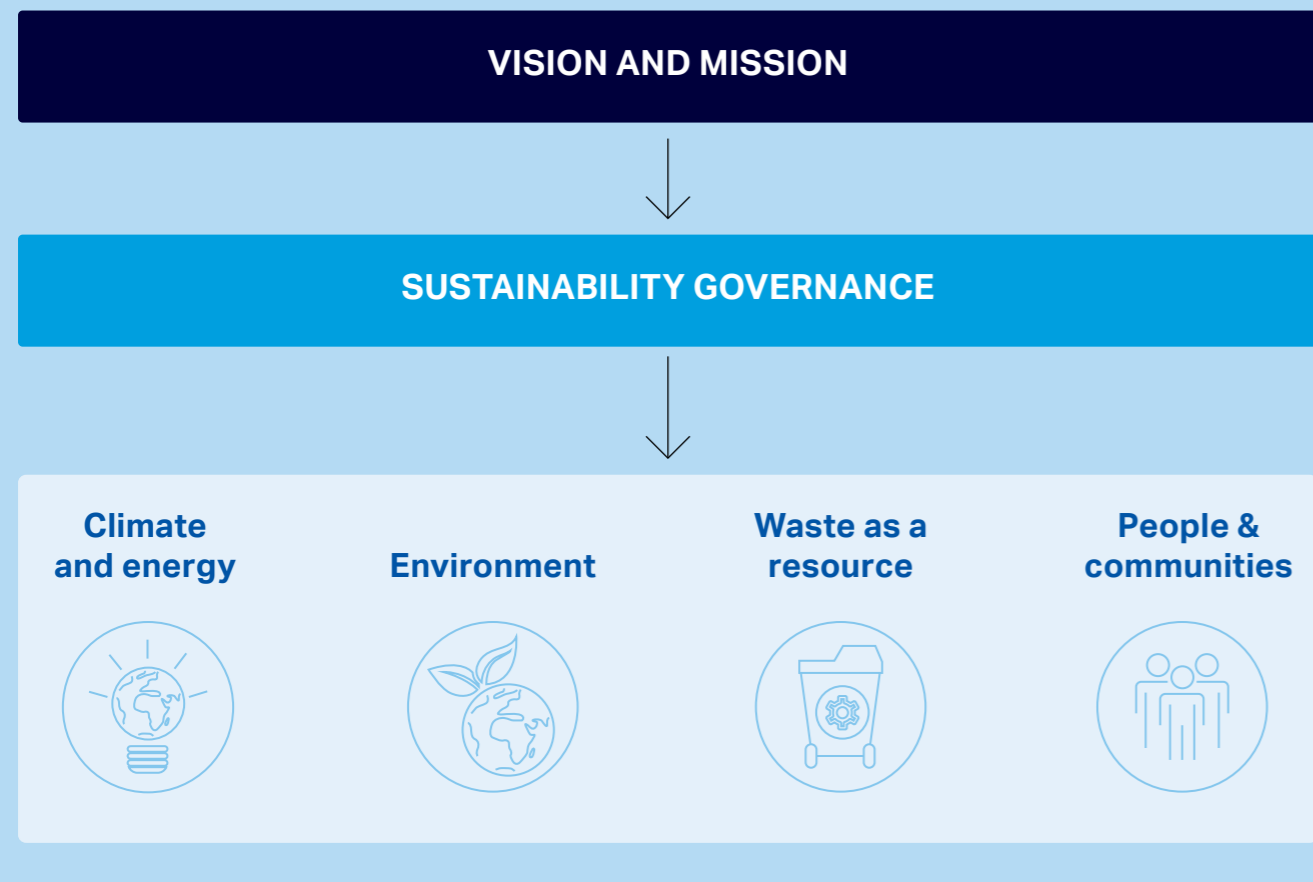 VISION AND MISSION
SUSTAINABILITY GOVERNANCE
Climate
and energy
Environment
Waste as a
resource
People &
communities